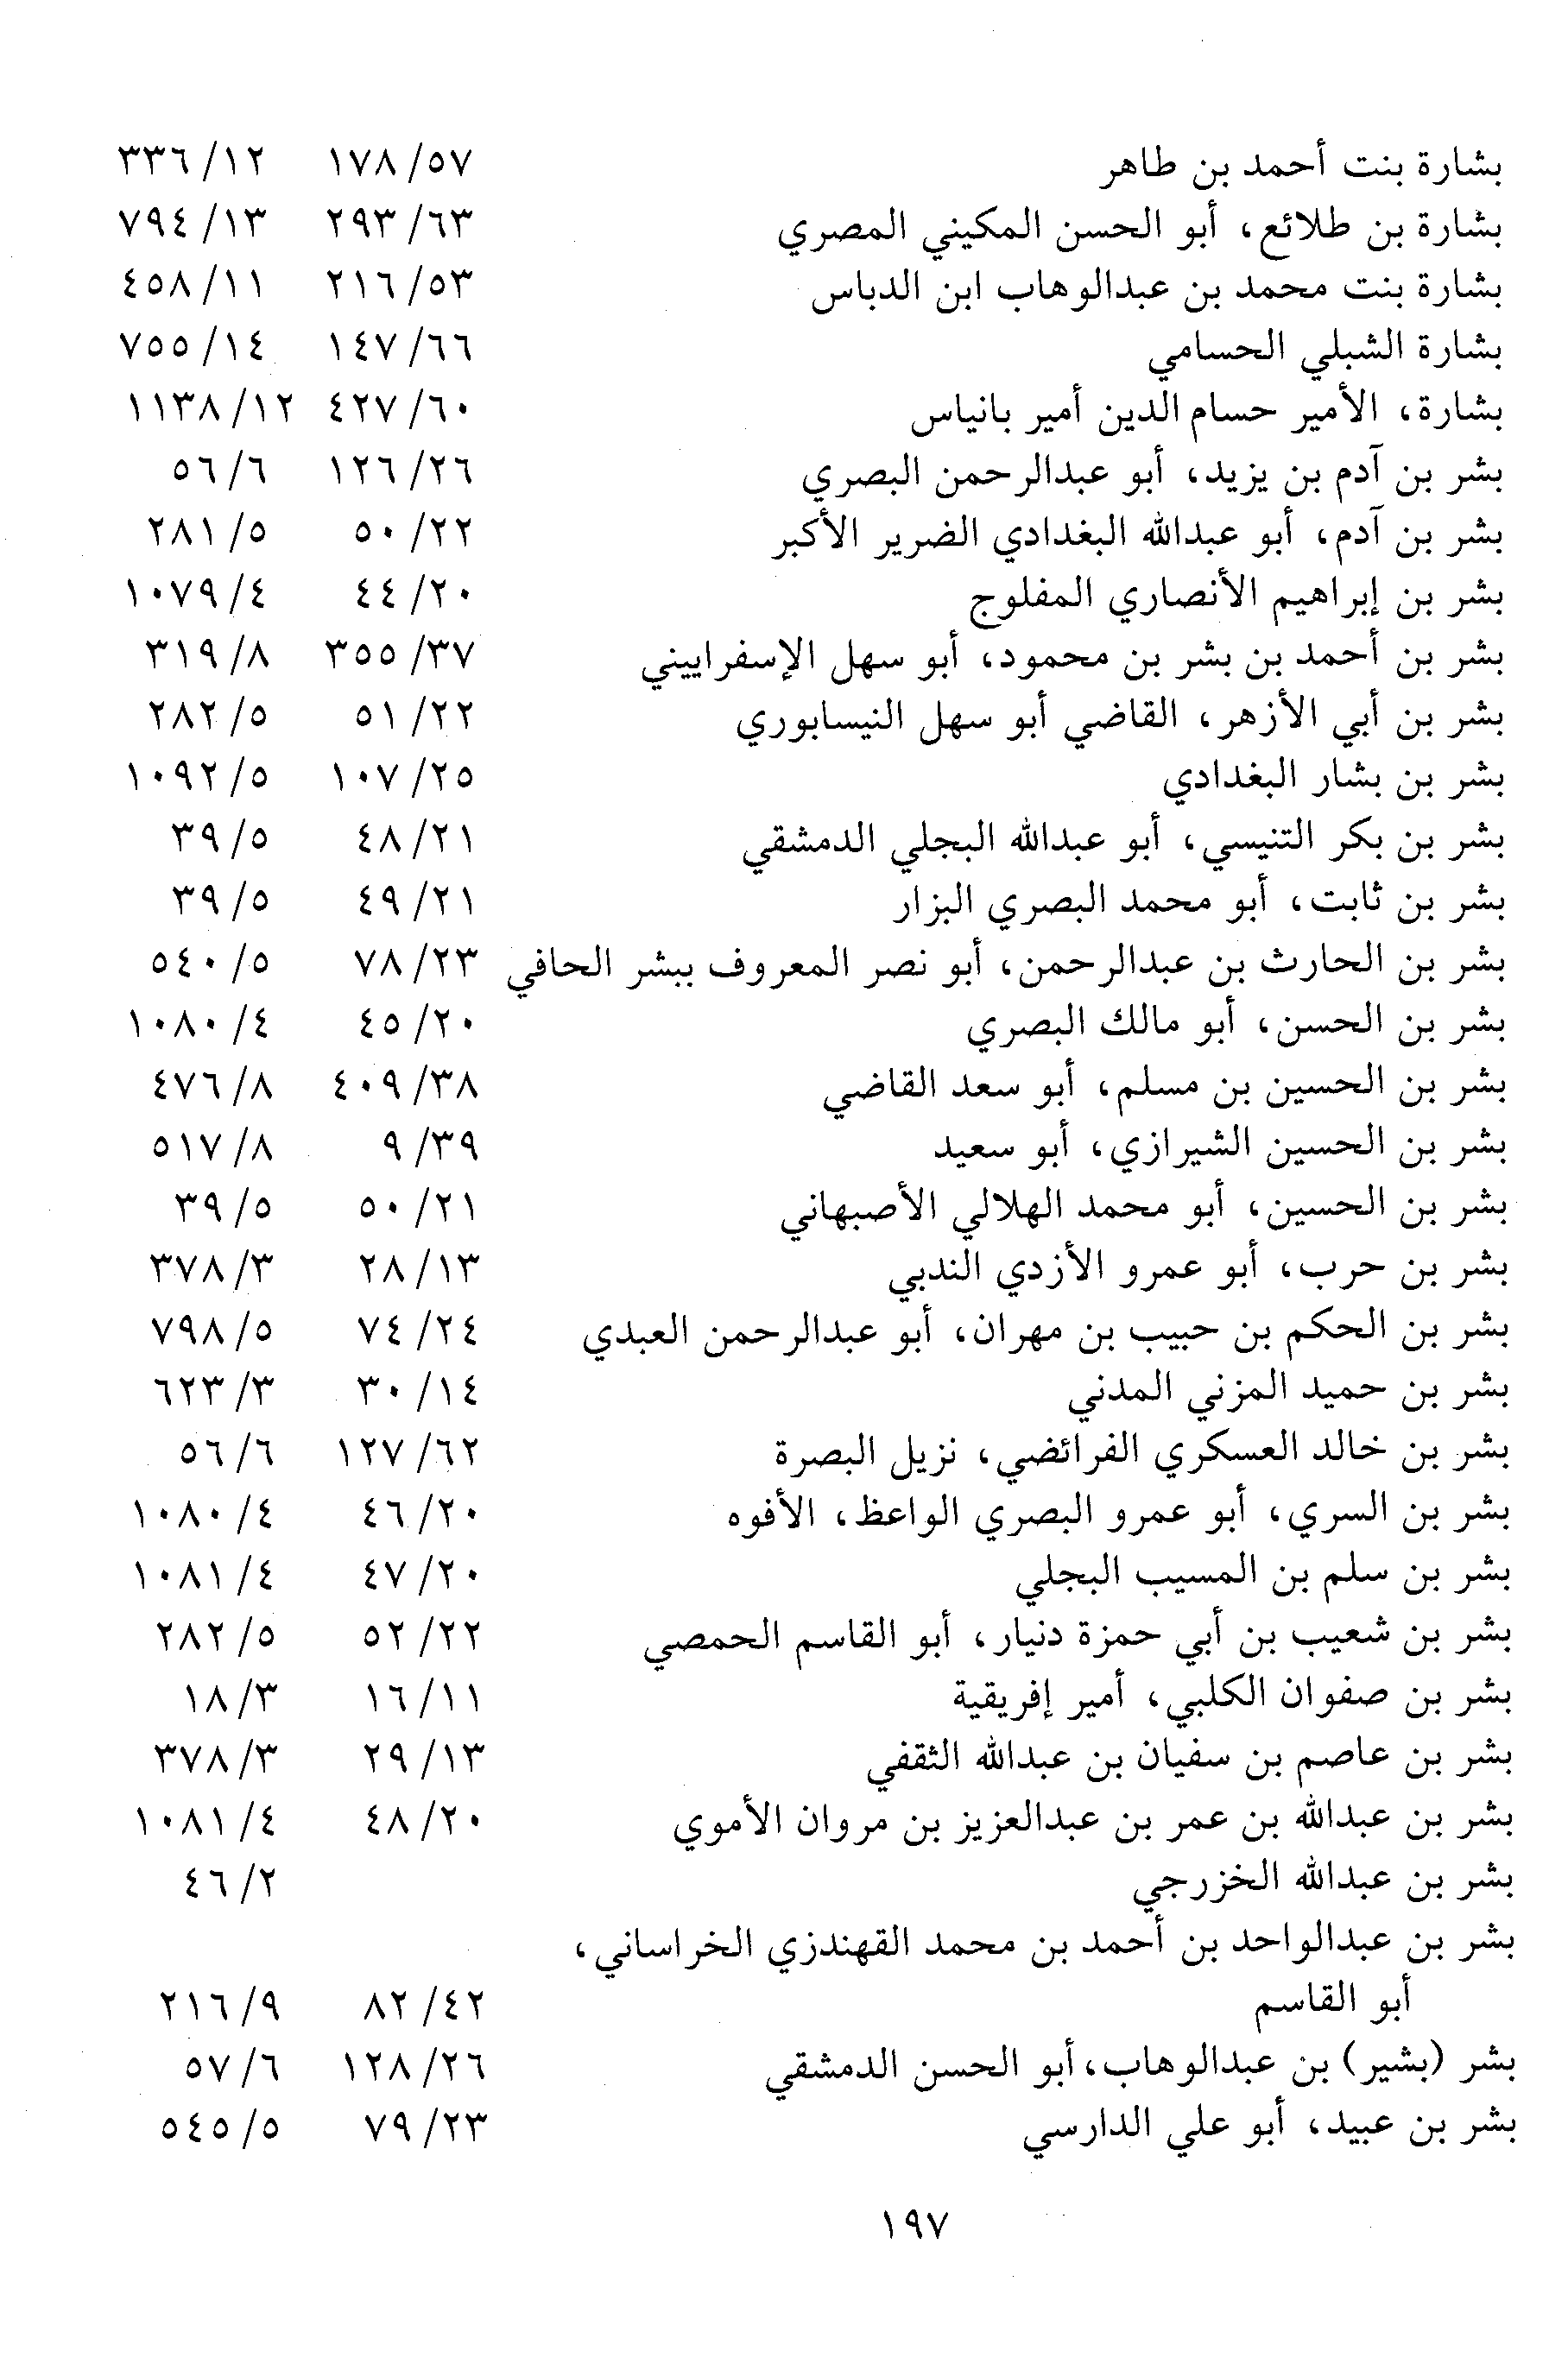 بشارة بنت أحمد بن طاهر ٥٧/ ١٧٨ ١٢/ ٣٣٦
بشارة بن طلائع، أبو الحسن المكيني المصري ٦٣/ ٢٩٣ ١٣/ ٧٩٤
بشارة بنت محمد بن عبدالوهاب ابن الدباس ٥٣/ ٢١٦ ١١/ ٤٥٨
بشارة الشبلي الحسامي ٦٦/ ١٤٧ ١٤/ ٧٥٥
بشارة، الأمير حسام الدين أمير بانياس ٦٠/ ٤٢٧ ١٢/ ١١٣٨
بشر بن آدم بن يزيد، أبو عبدالرحمن البصري ٢٦/ ١٢٦ ٦/ ٥٦
بشر بن آدم، أبو عبدالله البغدادي الضرير الأكبر ٢٢/ ٥٠ ٥/ ٢٨١
بشر بن إبراهيم الأنصاري المفلوج ٢٠/ ٤٤ ٤/ ١٠٧٩
بشر بن أحمد بن بشر بن محمود، أبو سهل الإسفراييني ٣٧/ ٣٥٥ ٨/ ٣١٩
بشر بن أبي الأزهر، القاضي أبو سهل النيسابوري ٢٢/ ٥١ ٥/ ٢٨٢
بشر بن بشار البغدادي ٢٥/ ١٠٧ ٥/ ١٠٩٢
بشر بن بكر التنيسي، أبو عبدالله البجلي الدمشقي ٢١/ ٤٨ ٥/ ٣٩
بشر بن ثابت، أبو محمد البصري البزار ٢١/ ٤٩ ٥/ ٣٩
بشر بن الحارث بن عبدالرحمن، أبو نصر المعروف ببشر الحافي ٢٣/ ٧٨ ٥/ ٥٤٠
بشر بن الحسن، أبو مالك البصري ٢٠/ ٤٥ ٤/ ١٠٨٠
بشر بن الحسين بن مسلم، أبو سعد القاضي ٣٨/ ٤٠٩ ٨/ ٤٧٦
بشر بن الحسين الشيرازي، أبو سعيد ٣٩/ ٩ ٨/ ٥١٧
بشر بن الحسين، أبو محمد الهلالي الأصبهاني ٢١/ ٥٠ ٥/ ٣٩
بشر بن حرب، أبو عمرو الأزدي الندبي ١٣/ ٢٨ ٣/ ٣٧٨
بشر بن الحكم بن حبيب بن مهران، أبو عبدالرحمن العبدي ٢٤/ ٧٤ ٥/ ٧٩٨
بشر بن حميد المزني المدني ١٤/ ٣٠ ٣/ ٦٢٣
بشر بن خالد العسكري الفرائضي، نزيل البصرة ٦٢/ ١٢٧ ٦/ ٥٦
بشر بن السري، أبو عمرو البصري الواعظ، الأفوه ٢٠/ ٤٦ ٤/ ١٠٨٠
بشر بن سلم بن المسيب البجلي ٢٠/ ٤٧ ٤/ ١٠٨١
بشر بن شعيب بن أبي حمزة دنيار، أبو القاسم الحمصي ٢٢/ ٥٢ ٥/ ٢٨٢
بشر بن صفوان الكلبي، أمير إفريقية ١١/ ١٦ ٣/ ١٨
بشر بن عاصم بن سفيان بن عبدالله الثقفي ١٣/ ٢٩ ٣/ ٣٧٨
بشر بن عبدالله بن عمر بن عبدالعزيز بن مروان الأموي ٢٠/ ٤٨ ٤/ ١٠٨١
بشر بن عبدالله الخزرجي ٢/ ٤٦
بشر بن عبدالواحد بن أحمد بن محمد القهندزي الخراساني،
أبو القاسم ٤٢/ ٨٢ ٩/ ٢١٦
بشر (بشير) بن عبدالوهاب، أبو الحسن الدمشقي ٢٦/ ١٢٨ ٦/ ٥٧
بشر بن عبيد، أبو علي الدارسي ٢٣/ ٧٩ ٥/ ٥٤٥
١٩٧